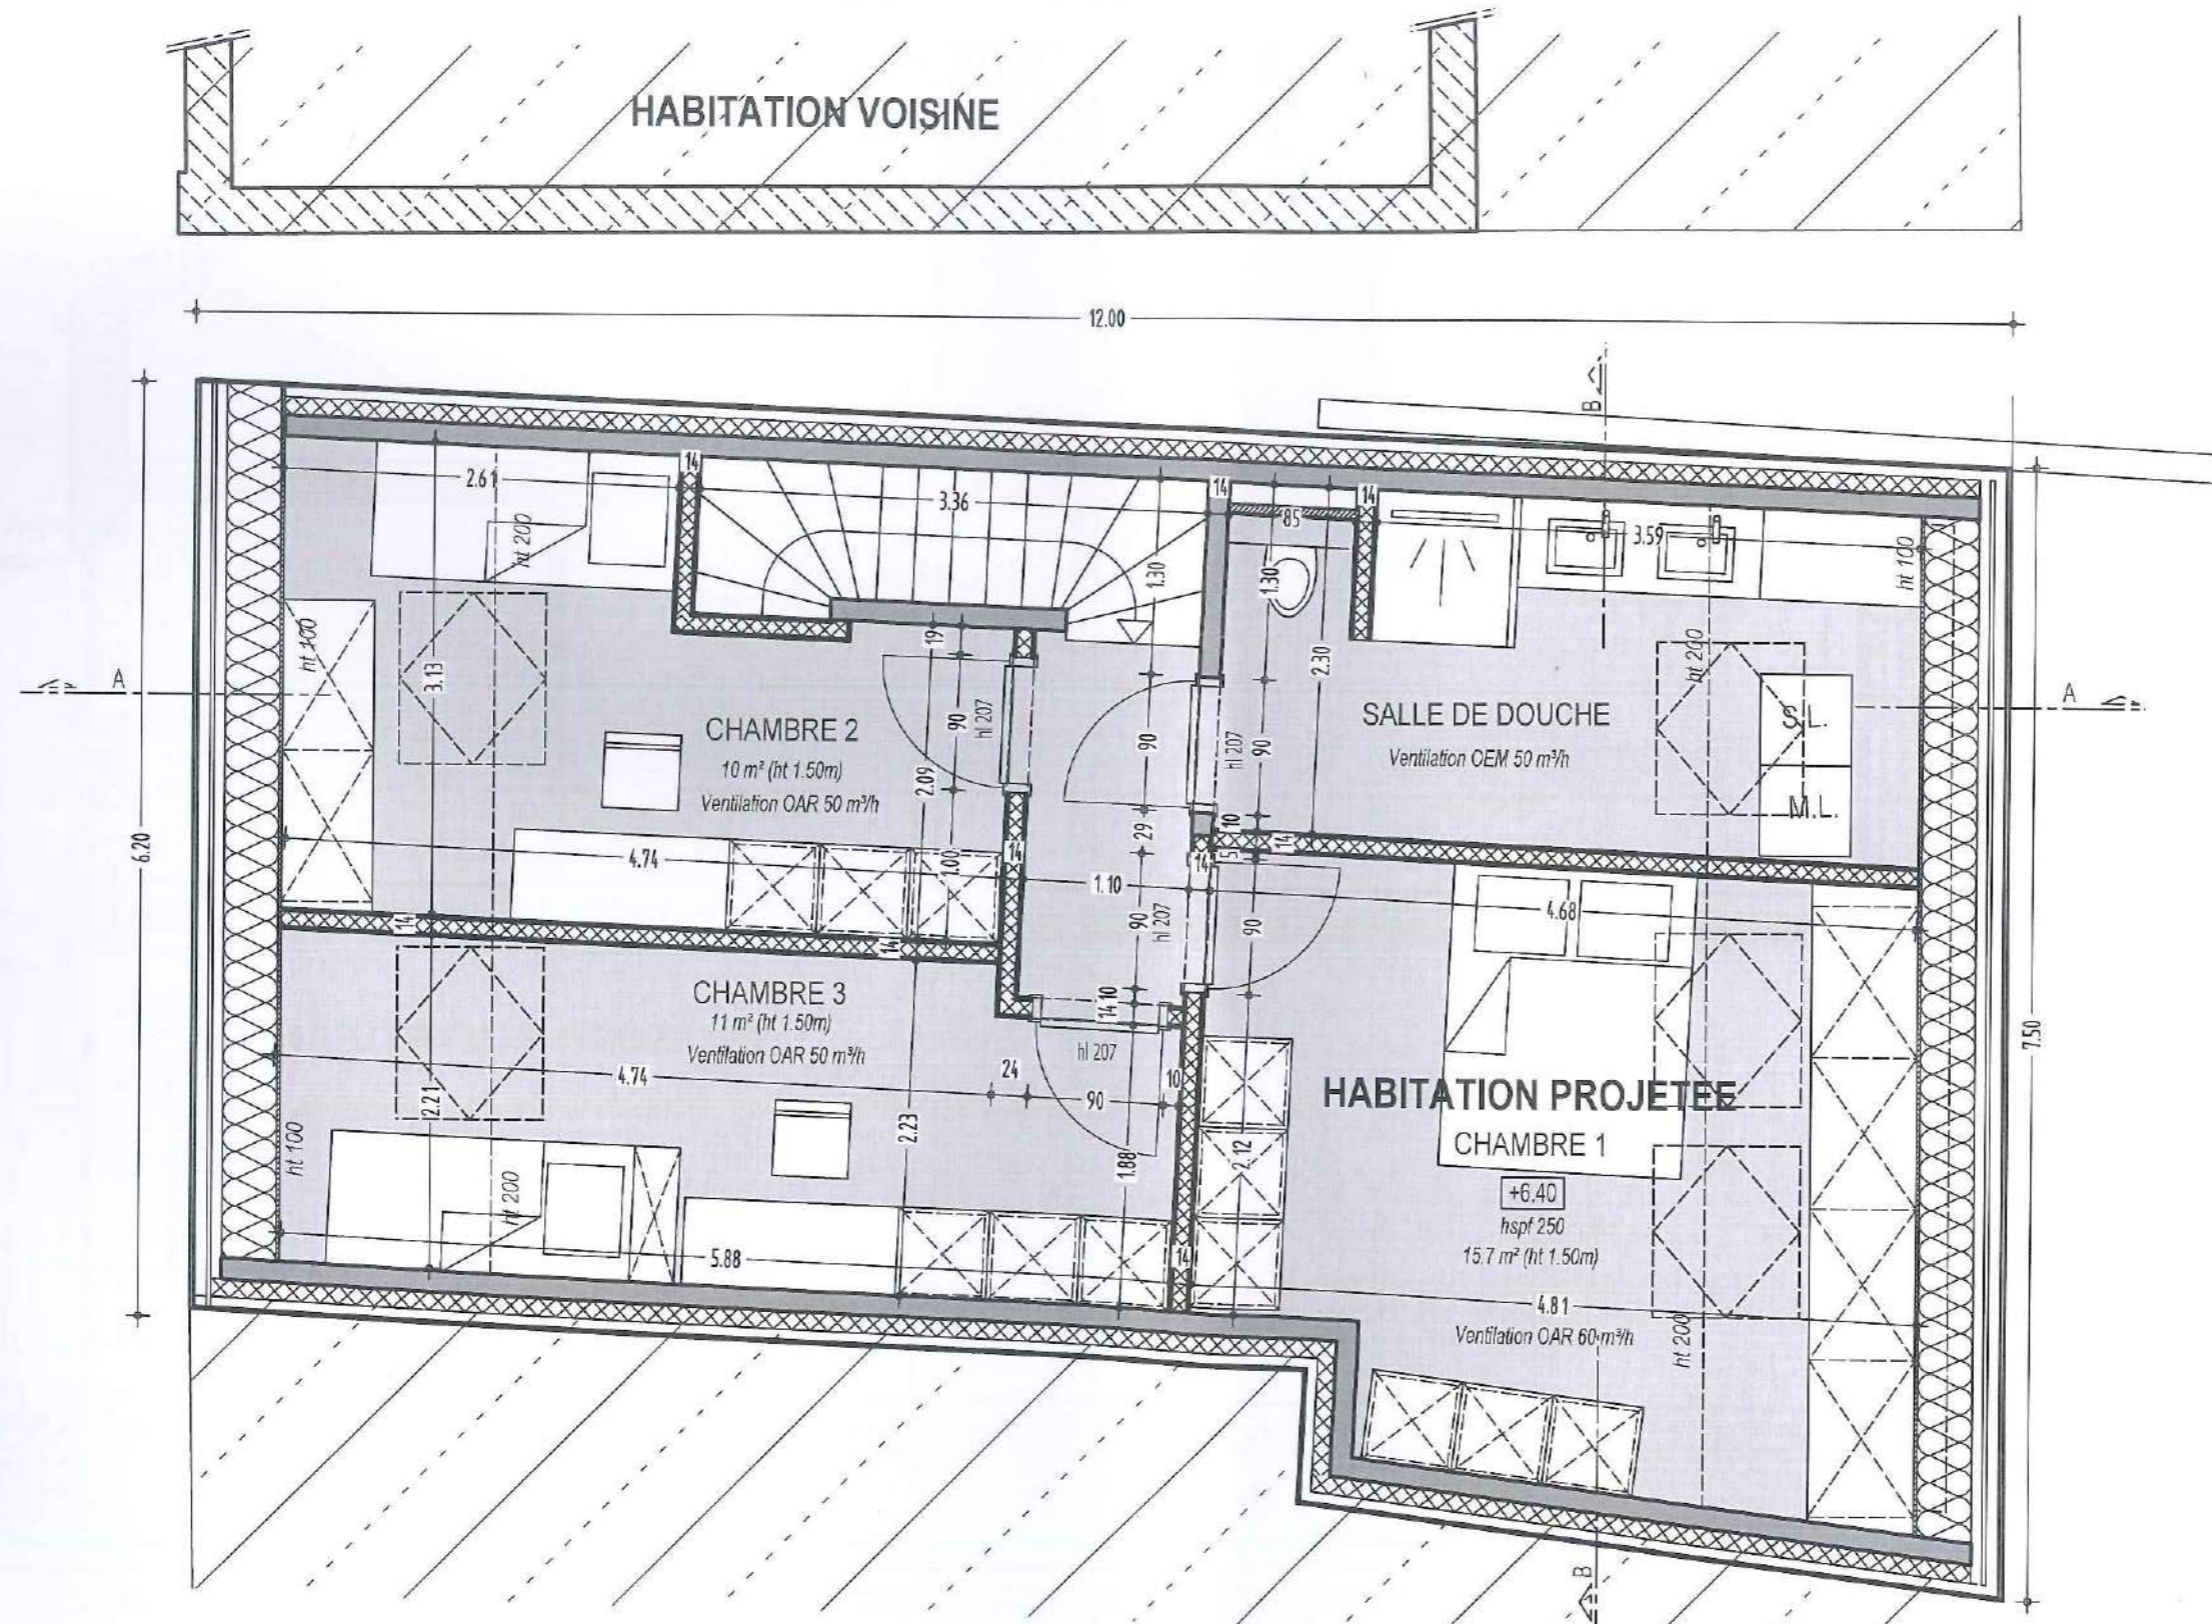 HABITATION VOISINE
12.00
B
14
2.61
3.36
14
85
14
3.59
ht 200
1.30
1.30
ht 100
ht 100
19
2.30
ht 200
A
3.13
90
hl 207
90
hl 207
90
A
CHAMBRE 2
10 m² (ht 1.50m)
Ventilation OAR 50 m³/h
2.09
SALLE DE DOUCHE
Ventilation OEM 50 m³/h
S.L.
M.L.
6.20
4.74
1.00
14
29
10
14
5
14
1.10
90
hl 207
90
4.68
14
14
CHAMBRE 3
11 m² (ht 1.50m)
Ventilation OAR 50 m³/h
10
14
hl 207
7.50
4.74
24
90
10
2.21
2.23
1.88
2.12
ht 100
ht 200
HABITATION PROJETEE
CHAMBRE 1
+6.40
hspf 250
15.7 m² (ht 1.50m)
5.88
14
4.81
Ventilation OAR 60 m³/h
ht 200
B